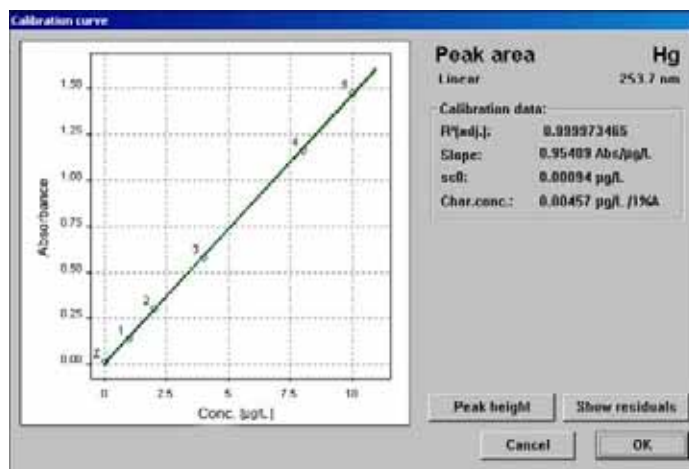 Calibration curve
Peak area Hg
Linear 253.7 nm
Calibration data:
R²(adj.): 0.999973465
Slope: 0.95409 Abs/µg/L
sc0: 0.00094 µg/L
Char.conc.: 0.00457 µg/L /1%A
1.50
1.25
1.00
0.75
0.50
0.25
0.00
Absorbance
1
2
3
4
0
2.5
5
7.5
10
Conc. [µg/L]
Peak height
Show residuals
Cancel
OK